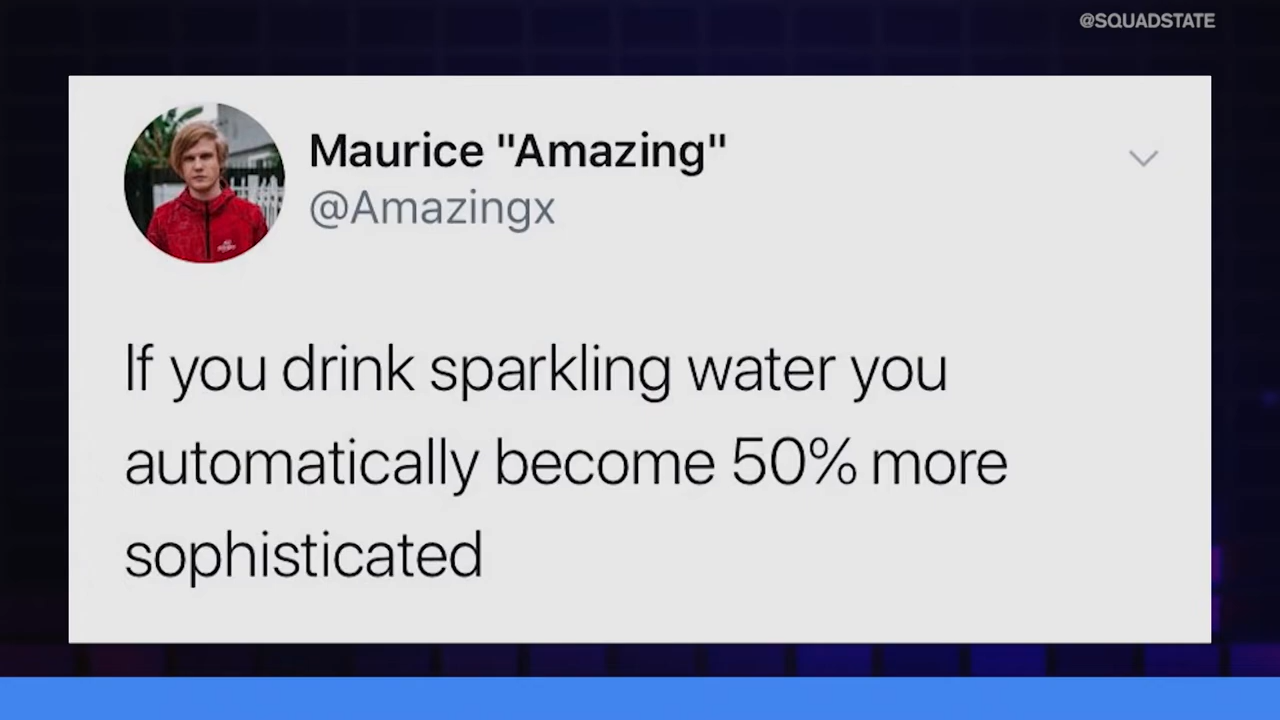 @SQUADSTATE
Maurice "Amazing"
@Amazingx
If you drink sparkling water you
automatically become 50% more
sophisticated